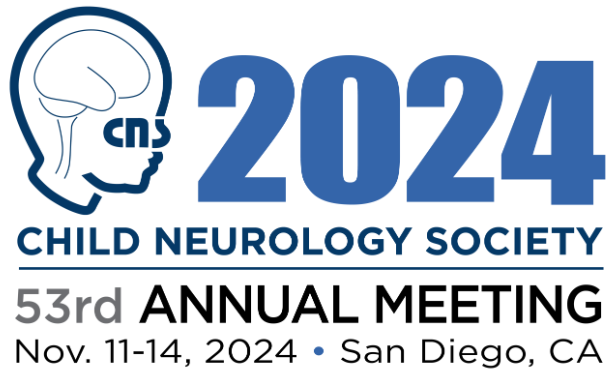 cns 2024
CHILD NEUROLOGY SOCIETY
53rd ANNUAL MEETING
Nov. 11-14, 2024 • San Diego, CA